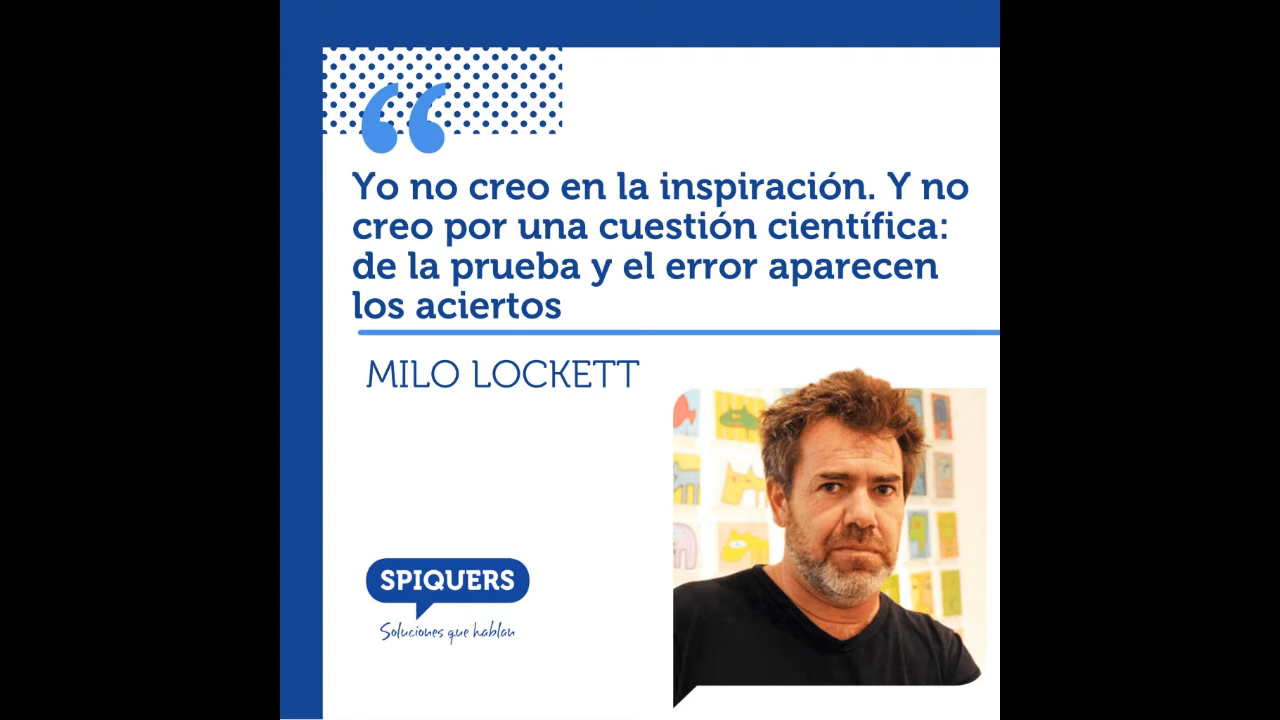 Yo no creo en la inspiración. Y no
creo por una cuestión científica:
de la prueba y el error aparecen
los aciertos
MILO LOCKETT
SPIQUERS
Soluciones que hablan